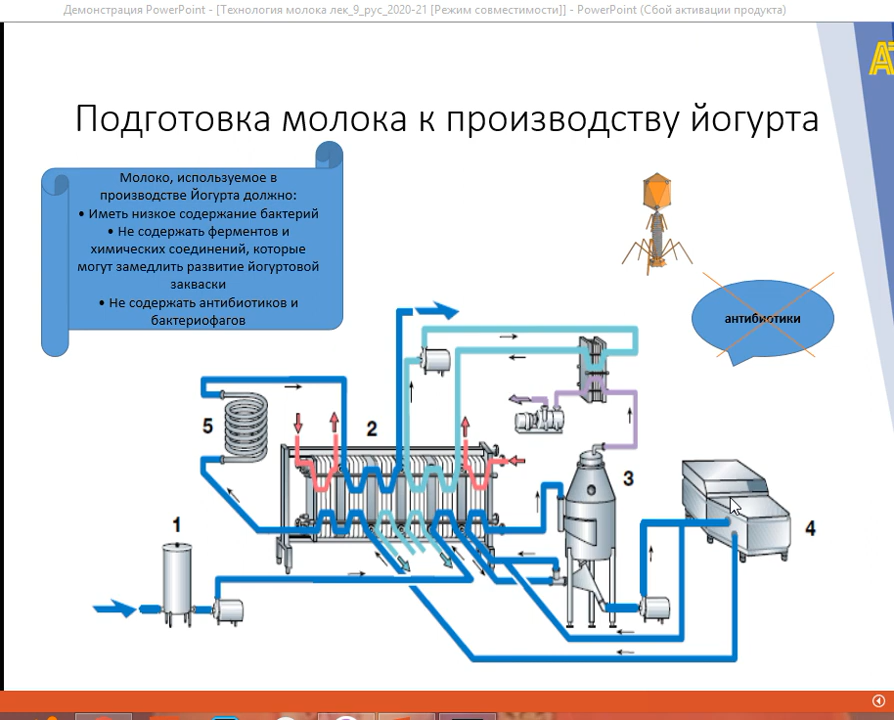 Демонстрация PowerPoint - [Технология молока лек_9_рус_2020-21 [Режим совместимости]] - PowerPoint (Сбой активации продукта)
Подготовка молока к производству йогурта
Молоко, используемое в
производстве Йогурта должно:
• Иметь низкое содержание бактерий
• Не содержать ферментов и
химических соединений, которые
могут замедлить развитие йогуртовой
закваски
• Не содержать антибиотиков и
бактериофагов
антибиотики
5
2
3
1
4